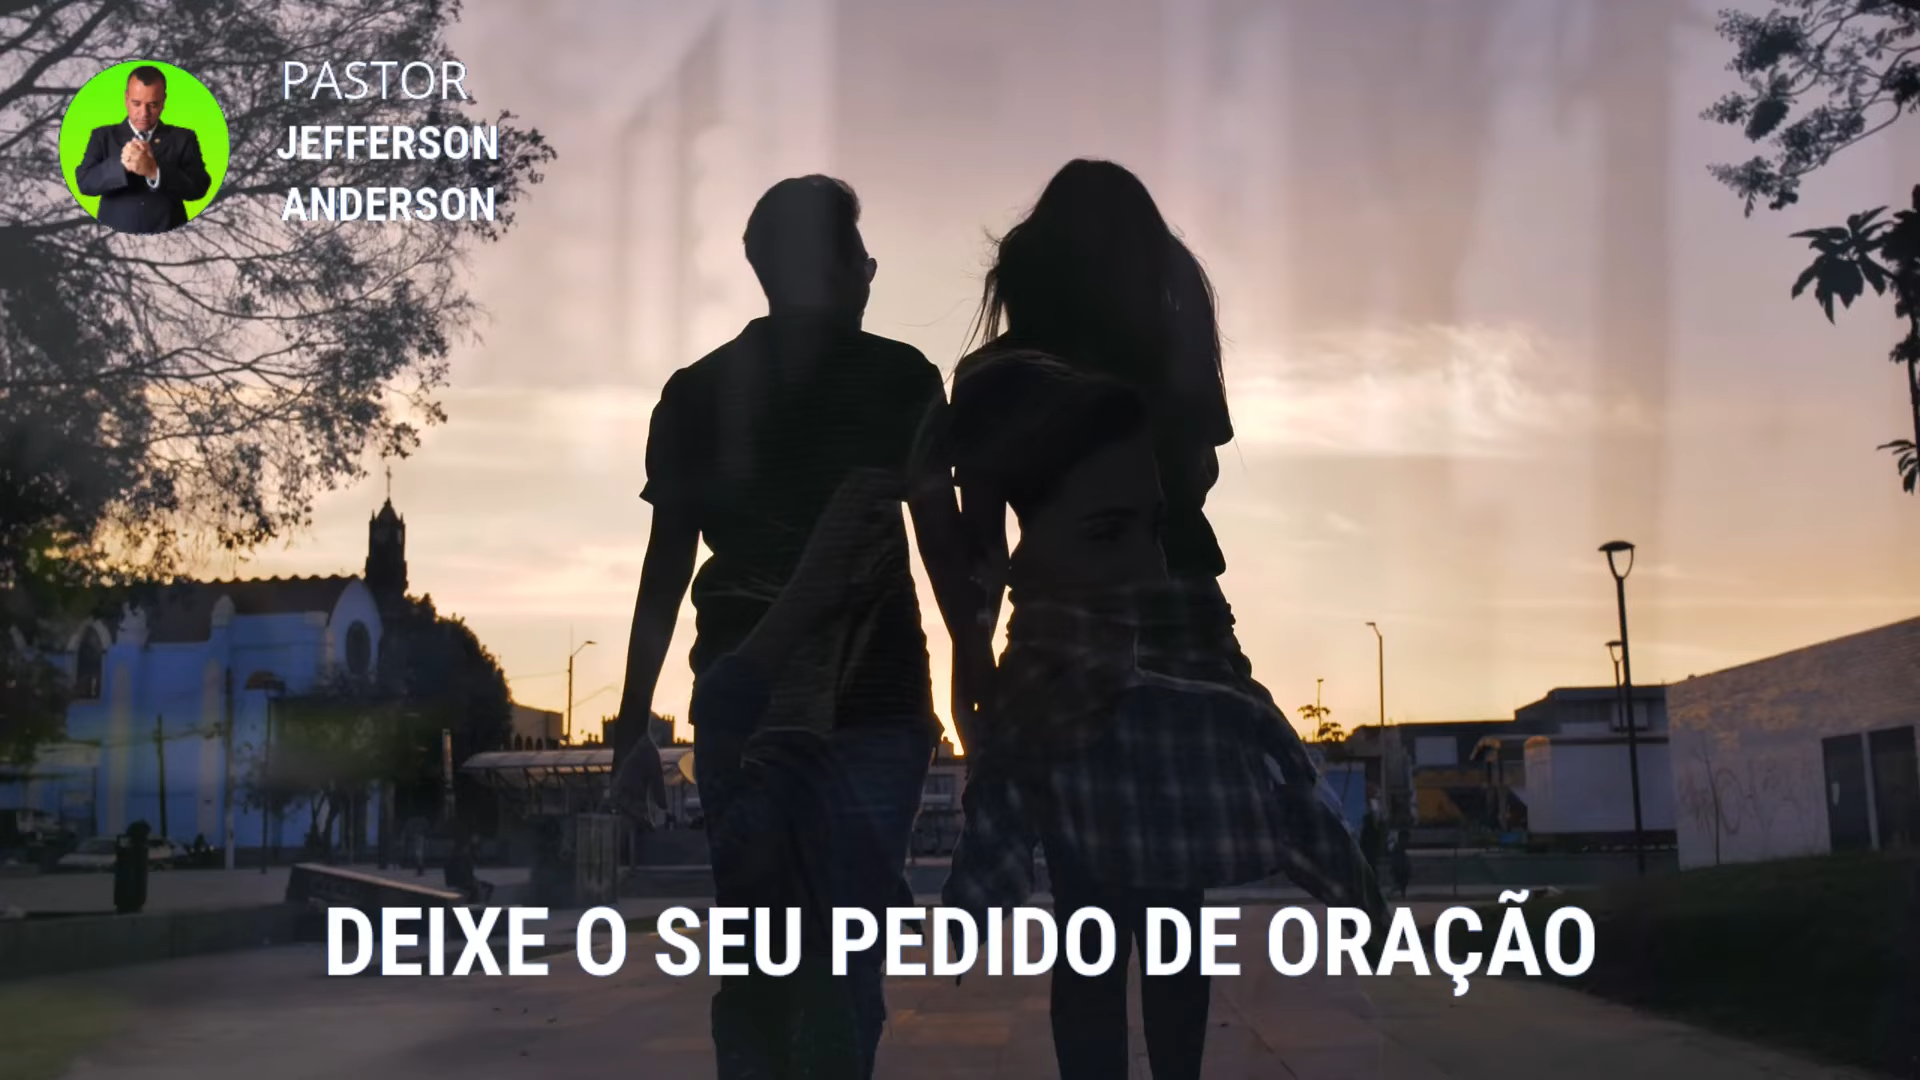 PASTOR
JEFFERSON
ANDERSON
DEIXE O SEU PEDIDO DE ORAÇÃO